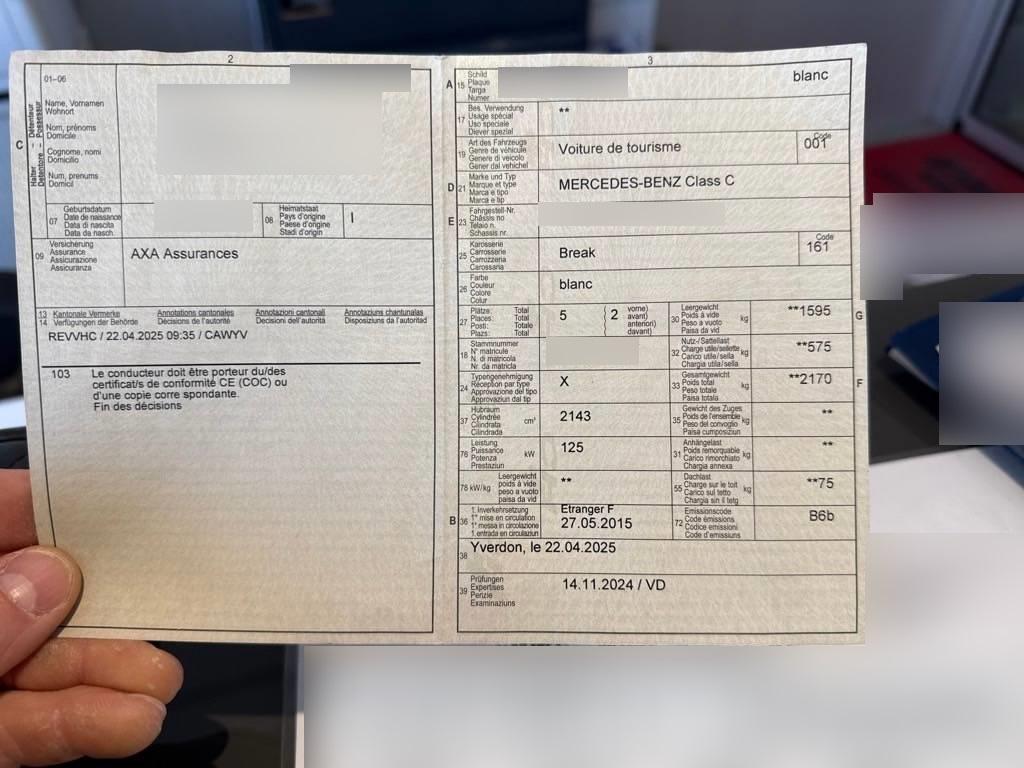 2
01-06
Halter - Détenteur
Detentore - Possessur
C
Name, Vornamen
Wohnort
Nom, prénoms
Domicile
Cognome, nomi
Domicilio
Num, prenums
Domicil
07
Geburtsdatum
Date de naissance
Data di nascita
Data da nasch.
08
Heimatstaat
Pays d'origine
Paese d'origine
Stadi d'origin
I
09
Versicherung
Assurance
Assicurazione
Assicuranza
AXA Assurances
13 Kantonale Vermerke Annotations cantonales Annotazioni cantonali Annotaziuns chantunalas
14 Verfügungen der Behörde Décisions de l'autorité Decisioni dell'autorità Disposiziuns da l'autoritad
REVVHC / 22.04.2025 09:35 / CAWYV
103 Le conducteur doit être porteur du/des
certificat/s de conformité CE (COC) ou
d'une copie corre spondante.
Fin des décisions
3
A 15
Schild
Plaque
Targa
Numer
blanc
17
Bes. Verwendung
Usage spécial
Uso speciale
Diever spezial
**
19
Art des Fahrzeugs
Genre de véhicule
Genere di veicolo
Gener dal vehichel
Voiture de tourisme
Code
001
D 21
Marke und Typ
Marque et type
Marca e tipo
Marca e tip
MERCEDES-BENZ Class C
E 23
Fahrgestell-Nr.
Châssis no
Telaio n.
Schassis nr.
25
Karosserie
Carrosserie
Carrozzeria
Carossaria
Break
Code
161
26
Farbe
Couleur
Colore
Colur
blanc
27
Plätze: Total
Places: Total
Posti: Totale
Plazs: Total
5
2
vorne)
avant)
anteriori)
davant)
30
Leergewicht
Poids à vide
Peso a vuoto
Paisa da vid
kg
**1595
G
18
Stammnummer
N° matricule
N. di matricola
Nr. da matricla
32
Nutz-/Sattellast
Charge utile/sellette
Carico utile/sella
Chargia utila/sella
kg
**575
24
Typengenehmigung
Réception par type
Approvazione del tipo
Approvaziun dal tip
X
33
Gesamtgewicht
Poids total
Peso totale
Paisa totala
kg
**2170
F
37
Hubraum
Cylindrée
Cilindrata
Cilindrada
cm³
2143
35
Gewicht des Zuges
Poids de l'ensemble
Peso del convoglio
Paisa cumposiziun
kg
**
76
Leistung
Puissance
Potenza
Prestaziun
kW
125
31
Anhängelast
Poids remorquable
Carico rimorchiato
Chargia annexa
kg
**
78 kW/kg
Leergewicht
poids à vide
peso a vuoto
paisa da vid
**
55
Dachlast
Charge sur le toit
Carico sul tetto
Chargia sin il tetg
kg
**75
B 36
1. Inverkehrsetzung
1re mise en circulation
1a messa in circolazione
1. entrada en circulaziun
Etranger F
27.05.2015
72
Emissionscode
Code émissions
Codice emissioni
Code d'emissiuns
B6b
38
Yverdon, le 22.04.2025
39
Prüfungen
Expertises
Perizie
Examinaziuns
14.11.2024 / VD